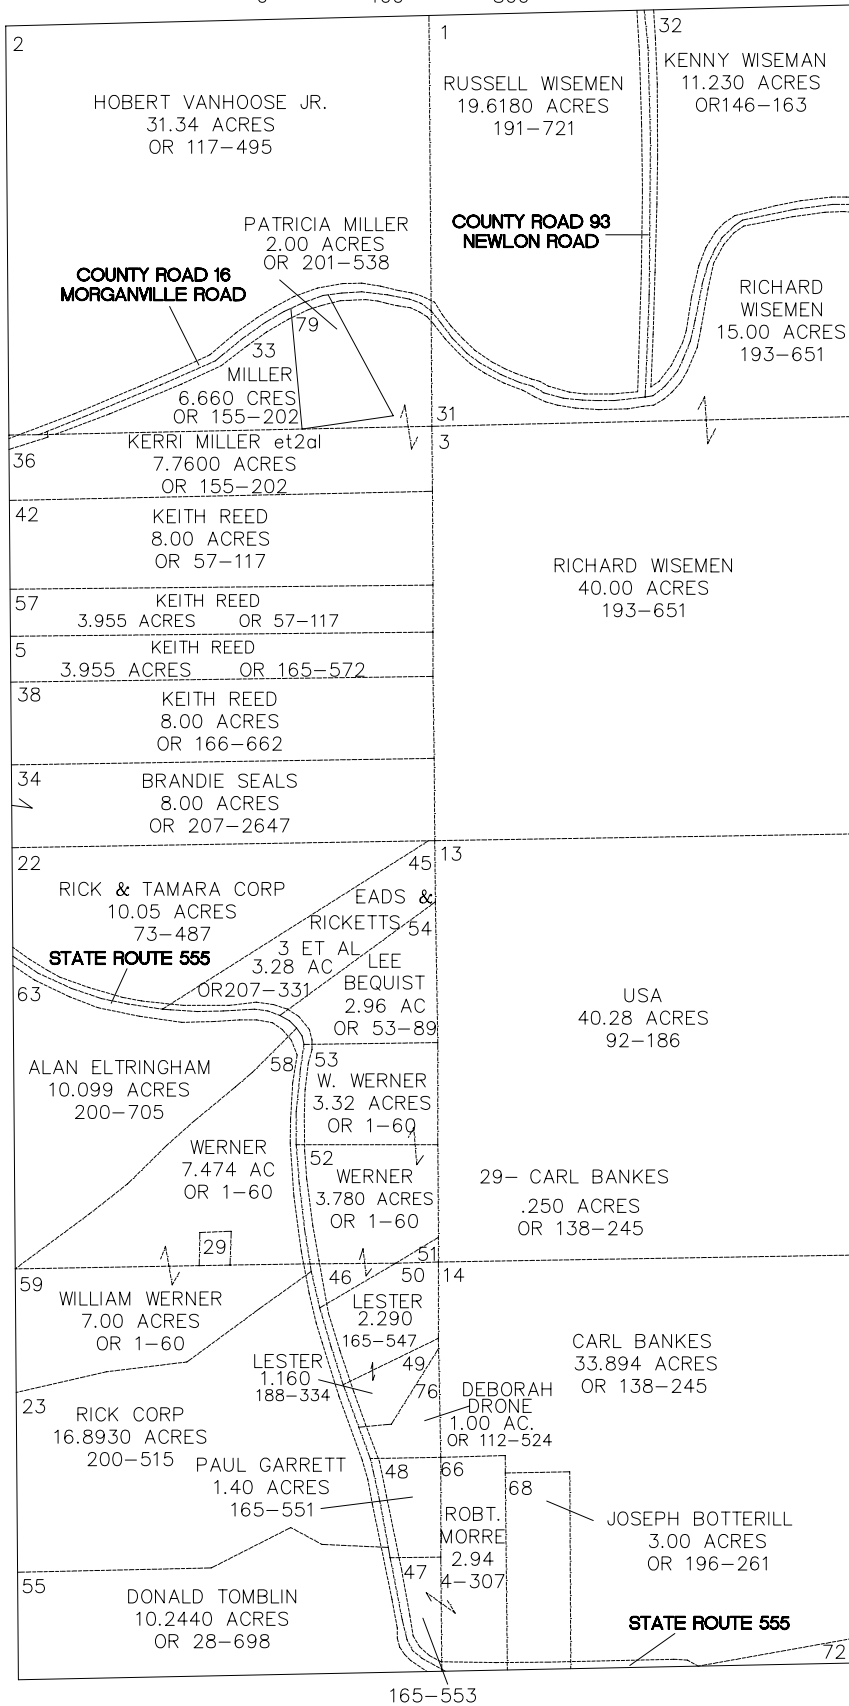 2
1
32
HOBERT VANHOOSE JR.
31.34 ACRES
OR 117-495
RUSSELL WISEMEN
19.6180 ACRES
191-721
KENNY WISEMAN
11.230 ACRES
OR146-163
PATRICIA MILLER
2.00 ACRES
OR 201-538
COUNTY ROAD 93
NEWLON ROAD
COUNTY ROAD 16
MORGANVILLE ROAD
RICHARD
WISEMEN
15.00 ACRES
193-651
79
33
MILLER
6.660 CRES
OR 155-202
31
36
KERRI MILLER et2al
7.7600 ACRES
OR 155-202
3
42
KEITH REED
8.00 ACRES
OR 57-117
RICHARD WISEMEN
40.00 ACRES
193-651
57
KEITH REED
3.955 ACRES OR 57-117
5
KEITH REED
3.955 ACRES OR 165-572
38
KEITH REED
8.00 ACRES
OR 166-662
34
BRANDIE SEALS
8.00 ACRES
OR 207-2647
22
45
13
RICK & TAMARA CORP
10.05 ACRES
73-487
EADS &
RICKETTS
3 ET AL
3.28 AC
OR207-331
54
STATE ROUTE 555
LEE
BEQUIST
2.96 AC
OR 53-89
63
USA
40.28 ACRES
92-186
58
53
ALAN ELTRINGHAM
10.099 ACRES
200-705
W. WERNER
3.32 ACRES
OR 1-60
WERNER
7.474 AC
OR 1-60
52
WERNER
3.780 ACRES
OR 1-60
29- CARL BANKES
.250 ACRES
OR 138-245
29
51
59
46
50
14
WILLIAM WERNER
7.00 ACRES
OR 1-60
LESTER
2.290
165-547
CARL BANKES
33.894 ACRES
OR 138-245
LESTER
1.160
188-334
49
76
DEBORAH
DRONE
1.00 AC.
OR 112-524
23
RICK CORP
16.8930 ACRES
200-515
PAUL GARRETT
1.40 ACRES
165-551
48
66
68
ROBT.
MORRE
2.94
4-307
JOSEPH BOTTERILL
3.00 ACRES
OR 196-261
47
55
DONALD TOMBLIN
10.2440 ACRES
OR 28-698
STATE ROUTE 555
72
165-553